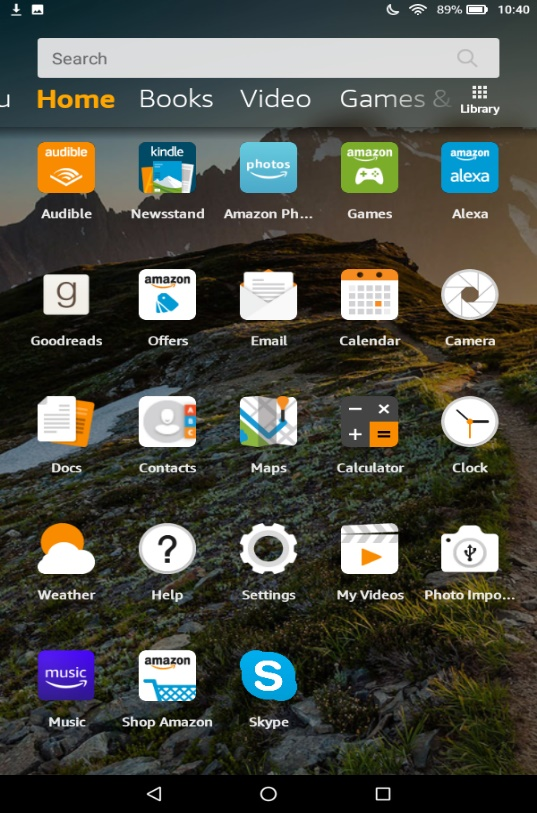 89% 10:40
Search
u Home Books Video Games &
Library
audible kindle photos amazon amazon
alexa
Audible Newsstand Amazon Ph... Games Alexa
g amazon
Goodreads Offers Email Calendar Camera
A
B
C
Docs Contacts Maps Calculator Clock
?
Weather Help Settings My Videos Photo Impo...
music amazon S
Music Shop Amazon Skype